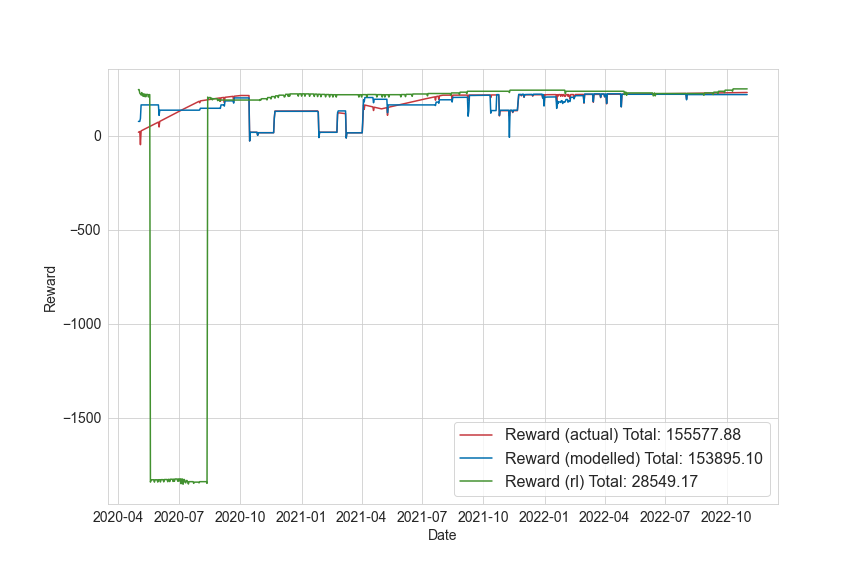 0
−500
−1000
−1500
Reward
Reward (actual) Total: 155577.88
Reward (modelled) Total: 153895.10
Reward (rl) Total: 28549.17
2020-04 2020-07 2020-10 2021-01 2021-04 2021-07 2021-10 2022-01 2022-04 2022-07 2022-10
Date